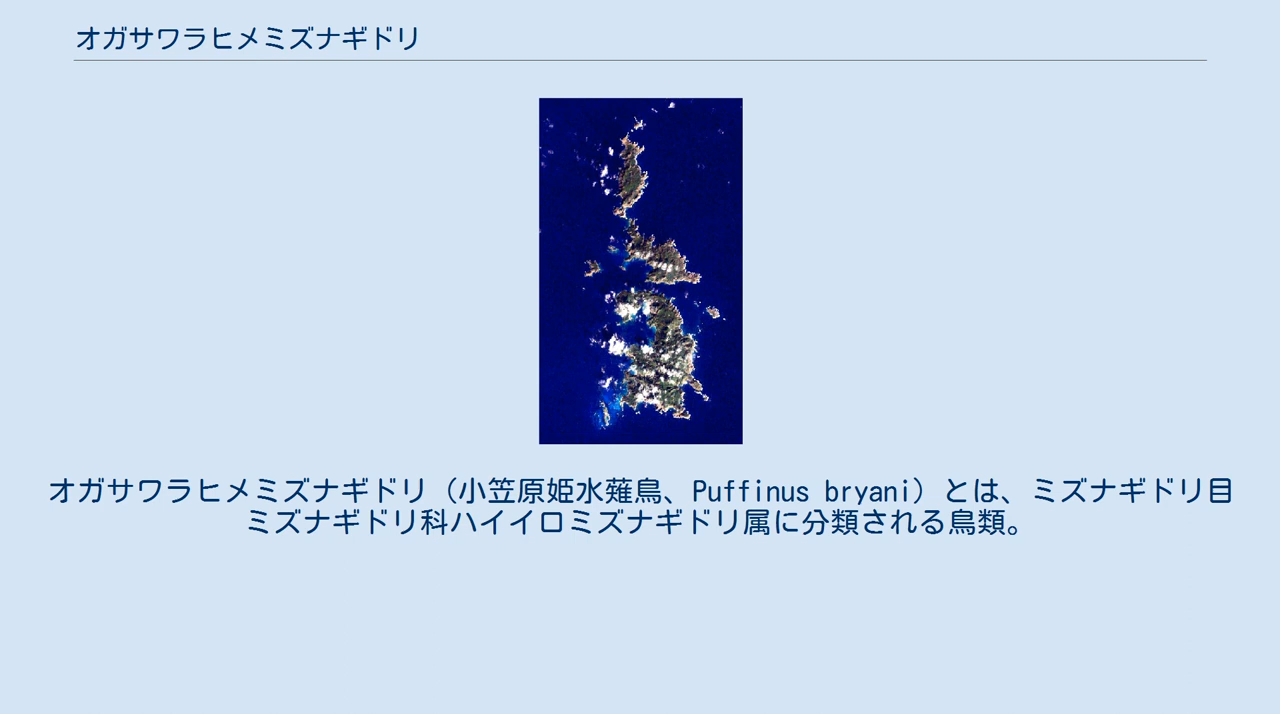 オガサワラヒメミズナギドリ
オガサワラヒメミズナギドリ（小笠原姫水薙鳥、Puffinus bryani）とは、ミズナギドリ目
ミズナギドリ科ハイイロミズナギドリ属に分類される鳥類。